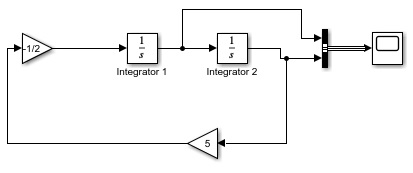 -1/2
1
s
Integrator 1
1
s
Integrator 2
5